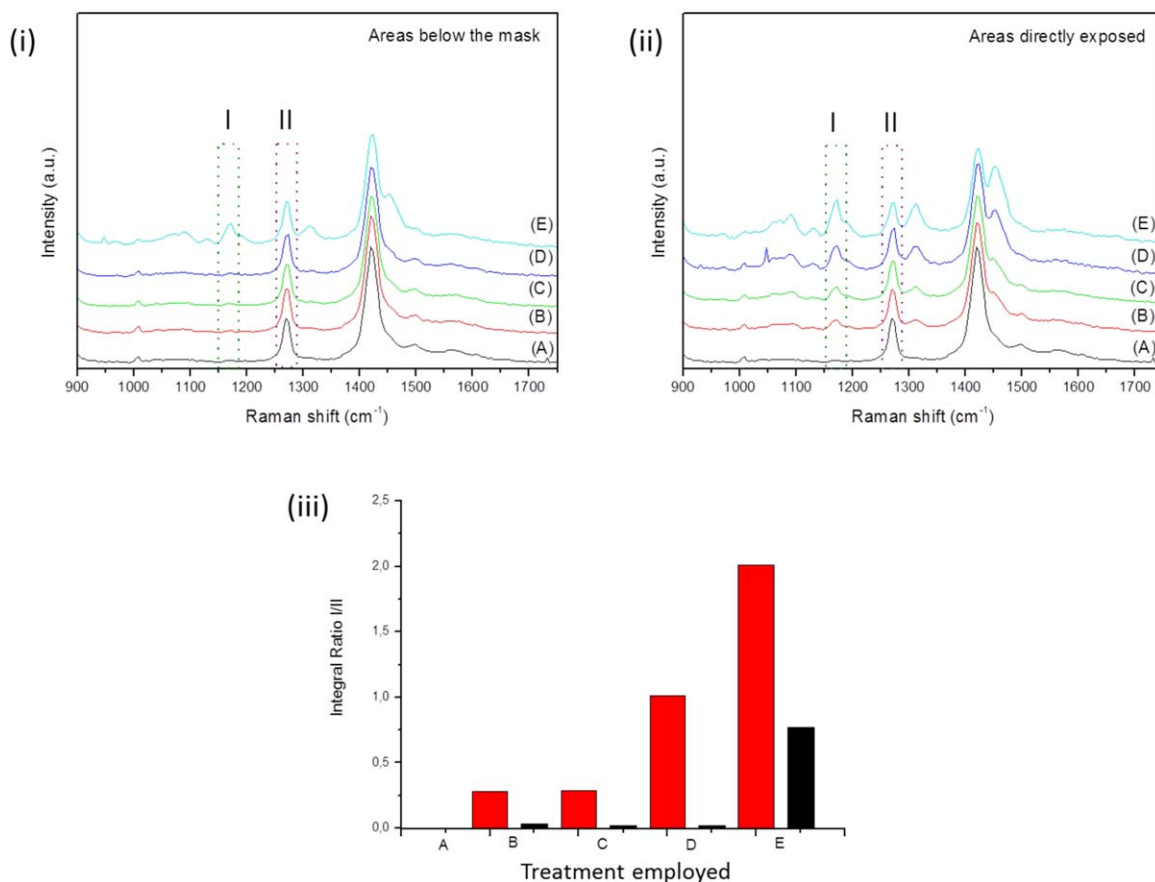 (i)
Areas below the mask
I
II
(E)
(D)
(C)
(B)
(A)
Intensity (a.u.)
900 1000 1100 1200 1300 1400 1500 1600 1700
Raman shift (cm⁻¹)
(ii)
Areas directly exposed
I
II
(E)
(D)
(C)
(B)
(A)
Intensity (a.u.)
900 1000 1100 1200 1300 1400 1500 1600 1700
Raman shift (cm⁻¹)
(iii)
2,5
2,0
1,5
1,0
0,5
0,0
Integral Ratio I/II
A B C D E
Treatment employed